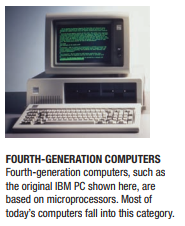 FOURTH-GENERATION COMPUTERS
Fourth-generation computers, such as
the original IBM PC shown here, are
based on microprocessors. Most of
today's computers fall into this category.